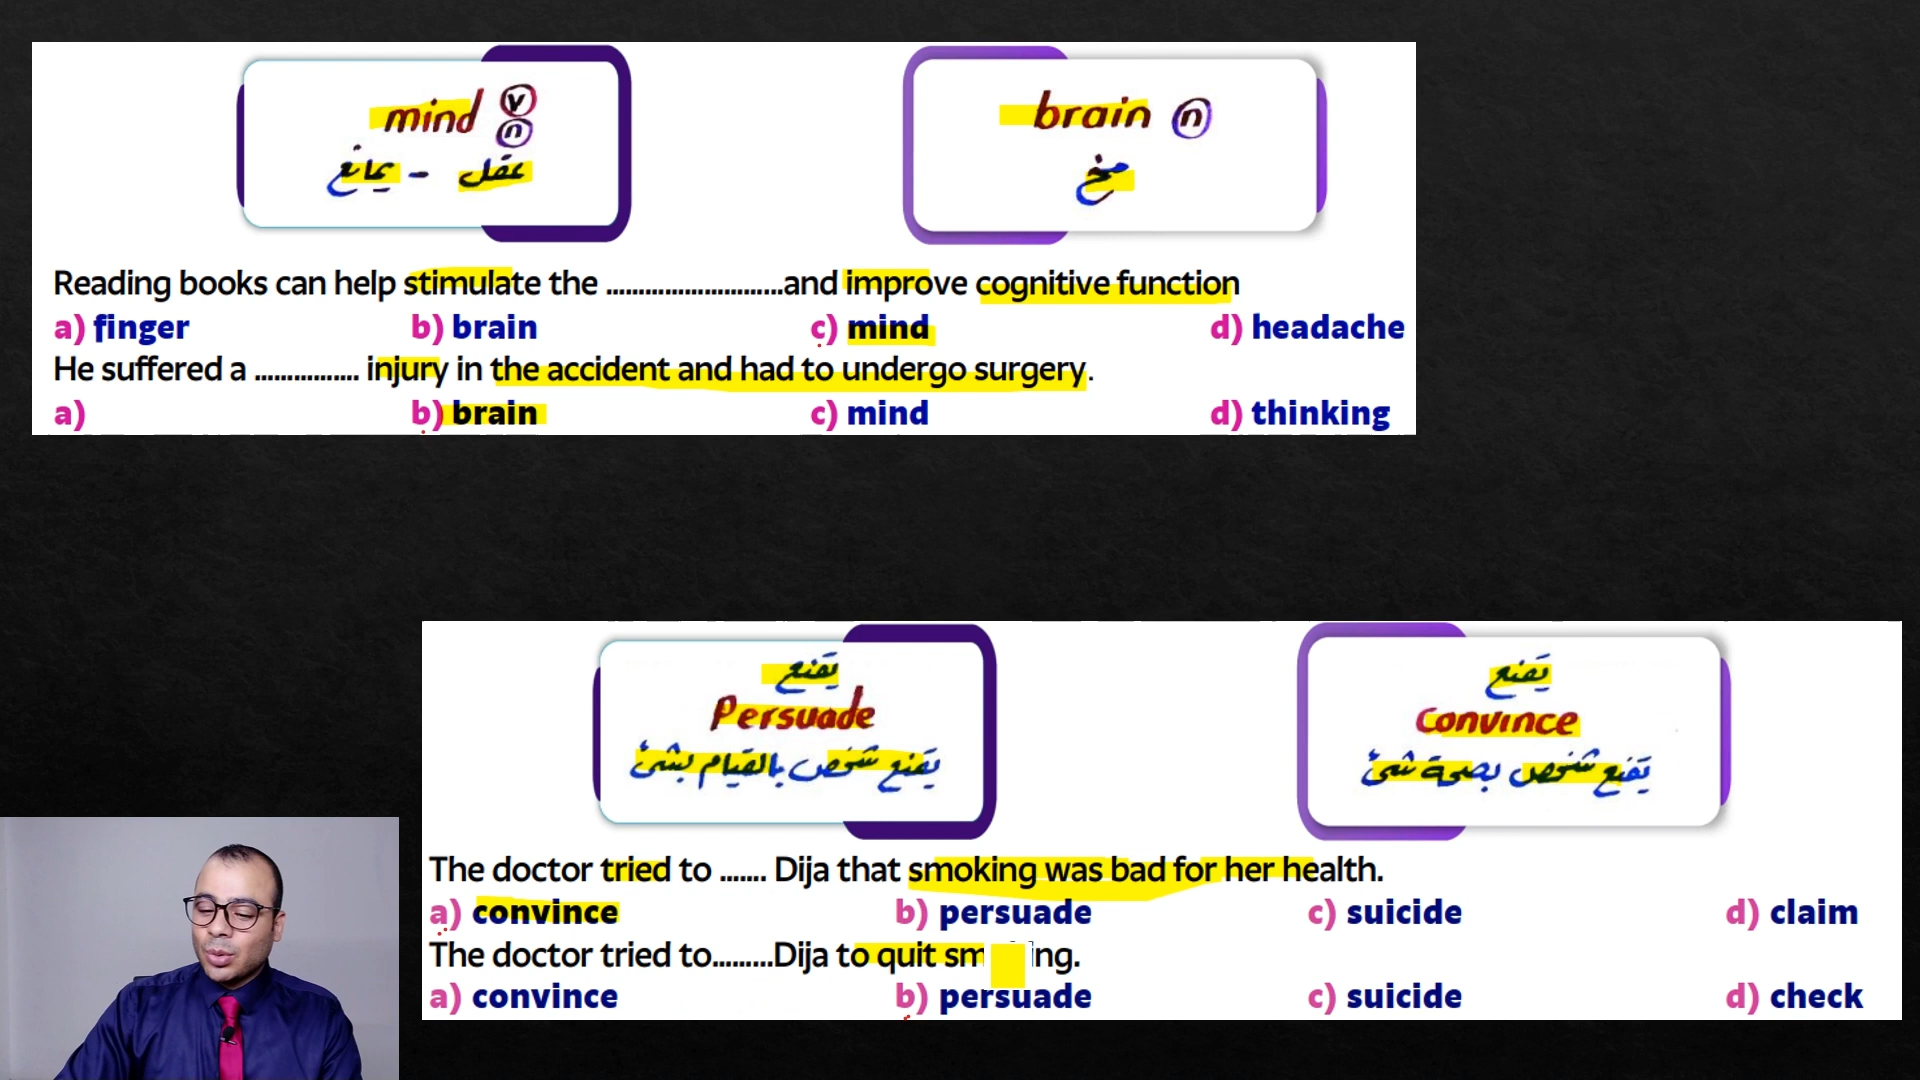 mind v n
عقل - يمانع
brain n
مخ
Reading books can help stimulate the ...........................and improve cognitive function
a) finger b) brain c) mind d) headache
He suffered a ................ injury in the accident and had to undergo surgery.
a) b) brain c) mind d) thinking
يقنع
Persuade
يقنع شخص بالقيام بشئ
يقنع
Convince
يقنع شخص بصحة شئ
The doctor tried to ....... Dija that smoking was bad for her health.
a) convince b) persuade c) suicide d) claim
The doctor tried to.........Dija to quit sm ing.
a) convince b) persuade c) suicide d) check